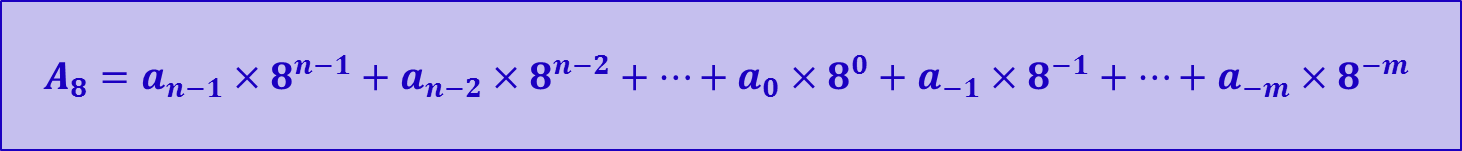 A₈ = aₙ₋₁ × 8ⁿ⁻¹ + aₙ₋₂ × 8ⁿ⁻² + ⋯ + a₀ × 8⁰ + a₋₁ × 8⁻¹ + ⋯ + a₋ₘ × 8⁻ᵐ